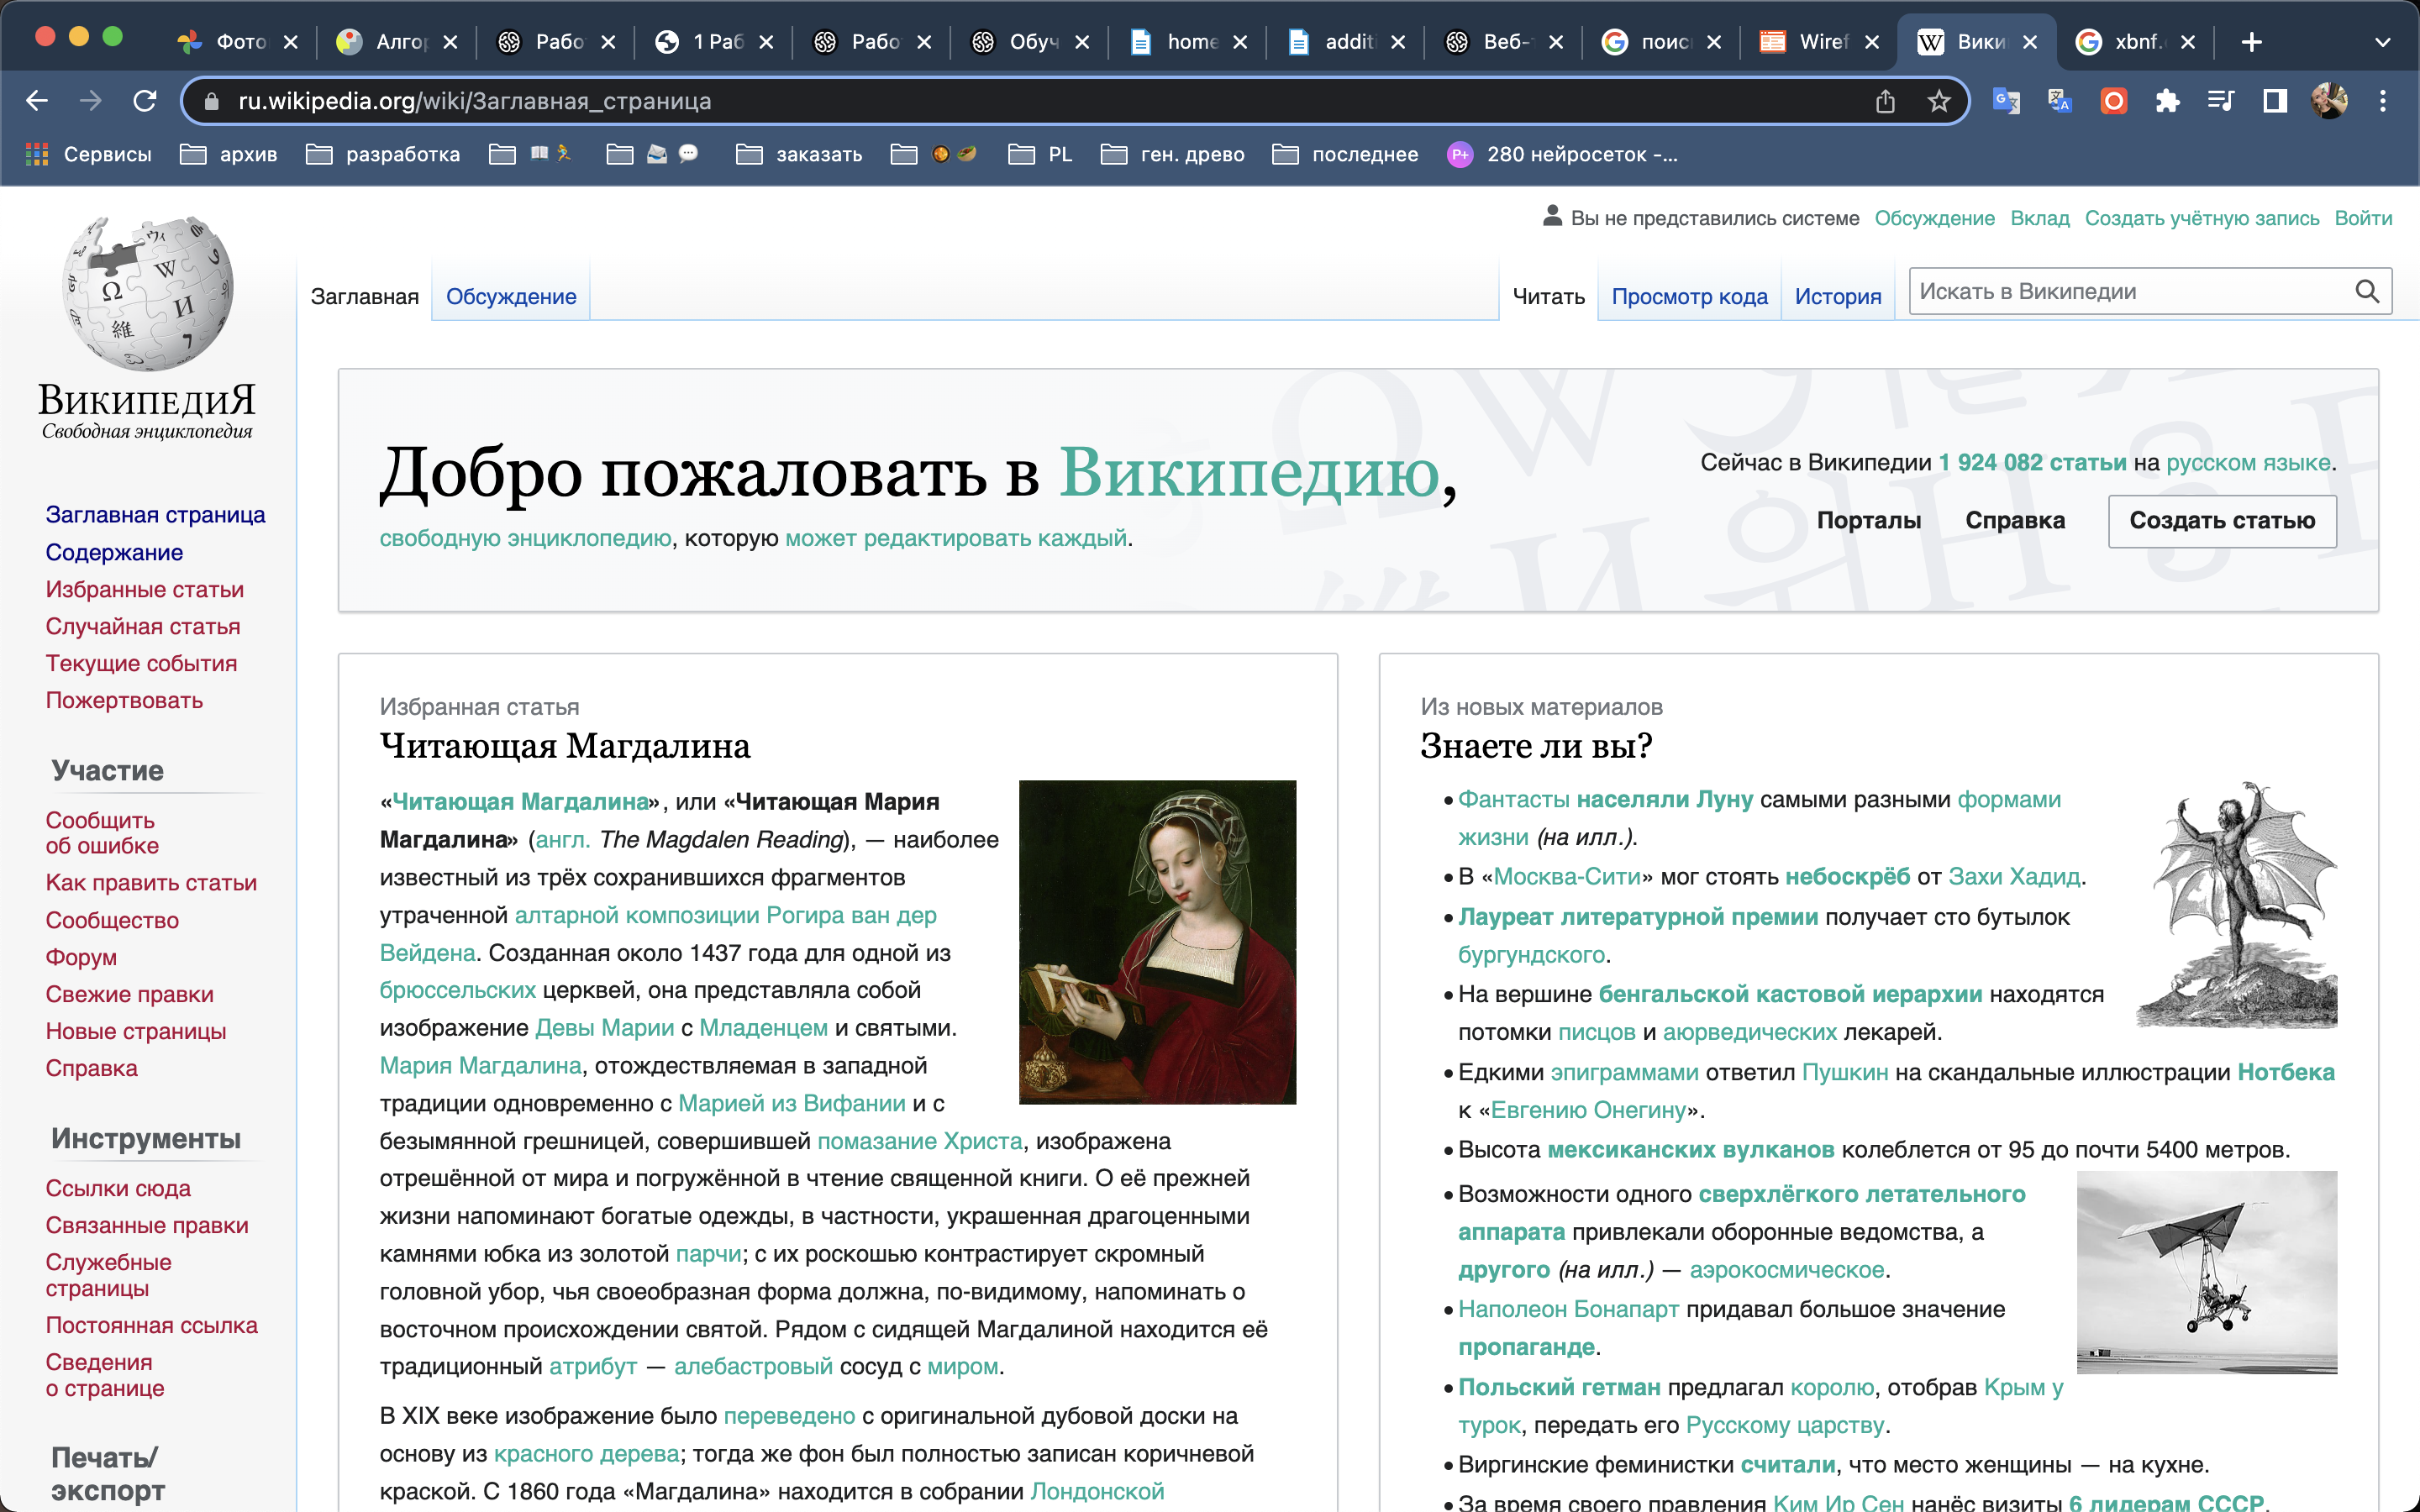 Фото
Алгор
Рабо
1 Раб
Рабо
Обуч
home
additi
Веб-
поис
Wiref
Вики
xbnf.
ru.wikipedia.org/wiki/Заглавная_страница
Сервисы
архив
разработка
заказать
PL
ген. древо
последнее
P+
280 нейросеток -...
Вы не представились системе Обсуждение Вклад Создать учётную запись Войти
ВикипедиЯ
Свободная энциклопедия
Заглавная Обсуждение
Читать Просмотр кода История Искать в Википедии
Заглавная страница
Содержание
Избранные статьи
Случайная статья
Текущие события
Пожертвовать
Участие
Сообщить
об ошибке
Как править статьи
Сообщество
Форум
Свежие правки
Новые страницы
Справка
Инструменты
Ссылки сюда
Связанные правки
Служебные
страницы
Постоянная ссылка
Сведения
о странице
Печать/
экспорт
Добро пожаловать в Википедию,
свободную энциклопедию, которую может редактировать каждый.
Сейчас в Википедии 1 924 082 статьи на русском языке.
Порталы Справка Создать статью
Избранная статья
Читающая Магдалина
«Читающая Магдалина», или «Читающая Мария
Магдалина» (англ. The Magdalen Reading), — наиболее
известный из трёх сохранившихся фрагментов
утраченной алтарной композиции Рогира ван дер
Вейдена. Созданная около 1437 года для одной из
брюссельских церквей, она представляла собой
изображение Девы Марии с Младенцем и святыми.
Мария Магдалина, отождествляемая в западной
традиции одновременно с Марией из Вифании и с
безымянной грешницей, совершившей помазание Христа, изображена
отрешённой от мира и погружённой в чтение священной книги. О её прежней
жизни напоминают богатые одежды, в частности, украшенная драгоценными
камнями юбка из золотой парчи; с их роскошью контрастирует скромный
головной убор, чья своеобразная форма должна, по-видимому, напоминать о
восточном происхождении святой. Рядом с сидящей Магдалиной находится её
традиционный атрибут — алебастровый сосуд с миром.
В XIX веке изображение было переведено с оригинальной дубовой доски на
основу из красного дерева; тогда же фон был полностью записан коричневой
краской. С 1860 года «Магдалина» находится в собрании Лондонской
Из новых материалов
Знаете ли вы?
• Фантасты населяли Луну самыми разными формами
жизни (на илл.).
• В «Москва-Сити» мог стоять небоскрёб от Захи Хадид.
• Лауреат литературной премии получает сто бутылок
бургундского.
• На вершине бенгальской кастовой иерархии находятся
потомки писцов и аюрведических лекарей.
• Едкими эпиграммами ответил Пушкин на скандальные иллюстрации Нотбека
к «Евгению Онегину».
• Высота мексиканских вулканов колеблется от 95 до почти 5400 метров.
• Возможности одного сверхлёгкого летательного
аппарата привлекали оборонные ведомства, а
другого (на илл.) — аэрокосмическое.
• Наполеон Бонапарт придавал большое значение
пропаганде.
• Польский гетман предлагал королю, отобрав Крым у
турок, передать его Русскому царству.
• Виргинские феминистки считали, что место женщины — на кухне.
• За время своего правления Ким Ир Сен нанёс визиты 6 лидерам СССР.